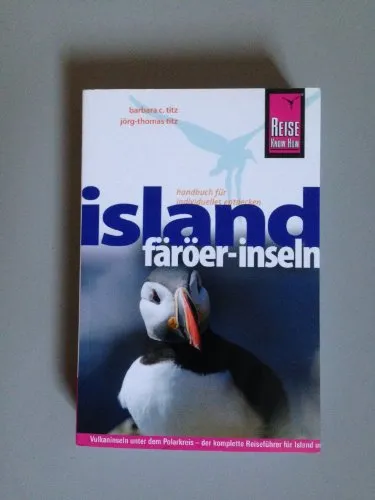 barbara c. titz
jörg-thomas titz
REISE
KNOW HOW
handbuch für
individuelles entdecken
island
färöer-inseln
Vulkaninseln unter dem Polarkreis – der komplette Reiseführer für Island u